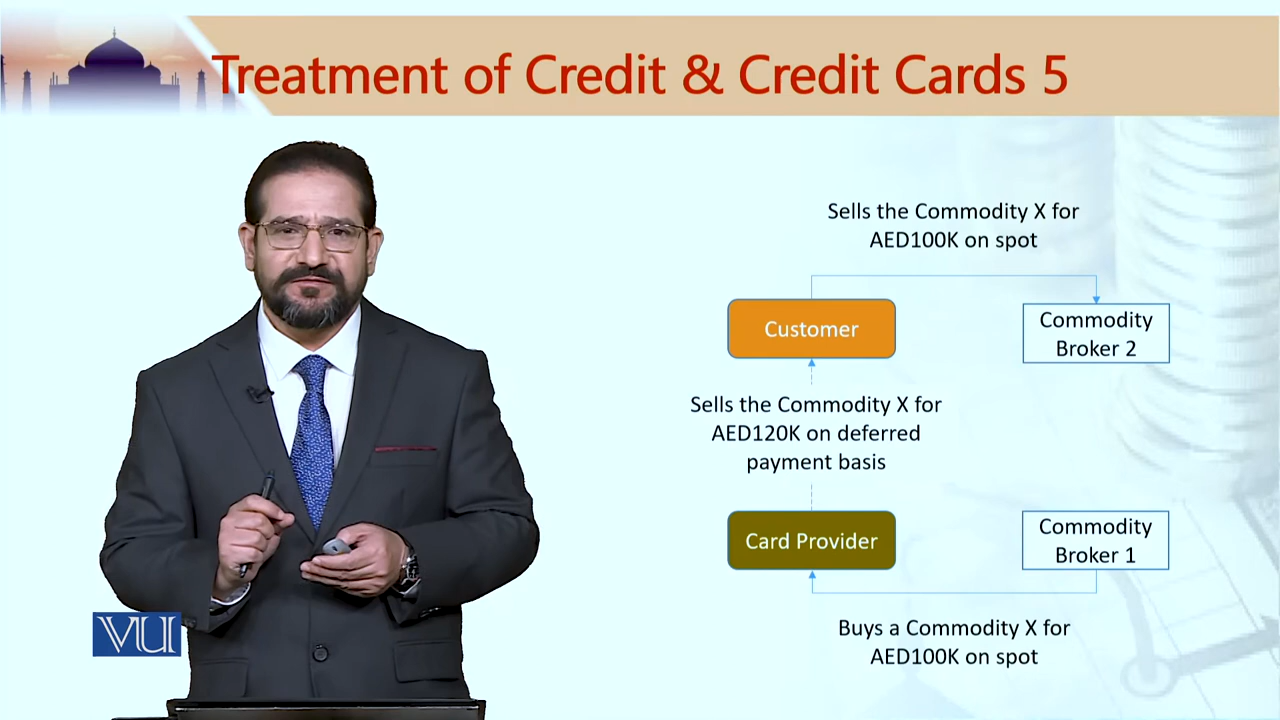 Treatment of Credit & Credit Cards 5
Sells the Commodity X for
AED100K on spot
Customer
Commodity
Broker 2
Sells the Commodity X for
AED120K on deferred
payment basis
Card Provider
Commodity
Broker 1
Buys a Commodity X for
AED100K on spot
VU